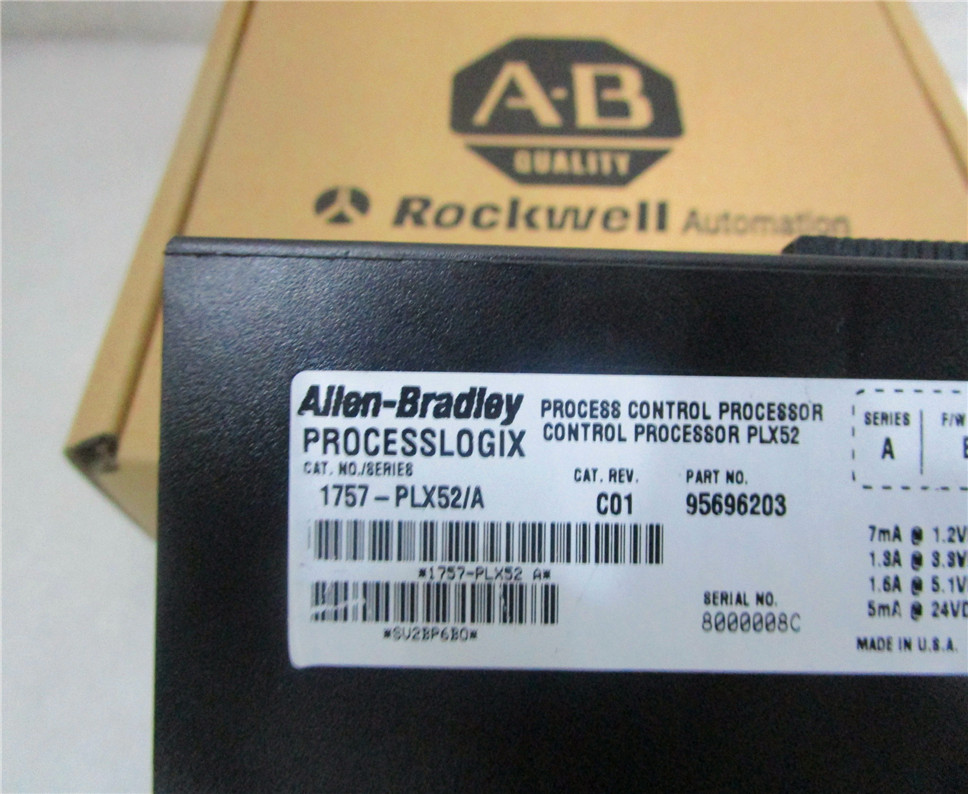 A-B
QUALITY
Rockwell Automation
Allen-Bradley
PROCESSLOGIX
PROCESS CONTROL PROCESSOR
CONTROL PROCESSOR PLX52
CAT. NO./SERIES
1757-PLX52/A
CAT. REV.
C01
PART NO.
95696203
*1757-PLX52 A*
*SV2BP6B0*
SERIAL NO.
8000008C
SERIES
A
F/W
7mA @ 1.2V
1.3A @ 3.3V
1.6A @ 5.1V
5mA @ 24VD
MADE IN U.S.A.